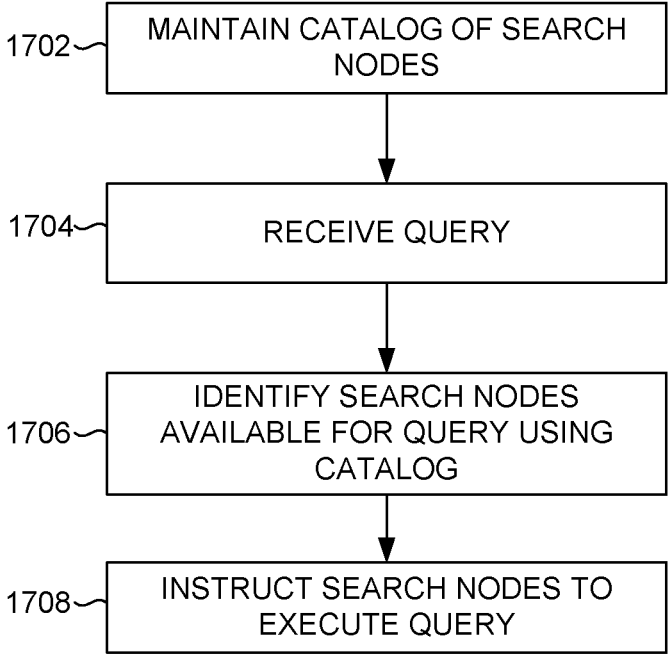 1702
MAINTAIN CATALOG OF SEARCH
NODES
1704
RECEIVE QUERY
1706
IDENTIFY SEARCH NODES
AVAILABLE FOR QUERY USING
CATALOG
1708
INSTRUCT SEARCH NODES TO
EXECUTE QUERY